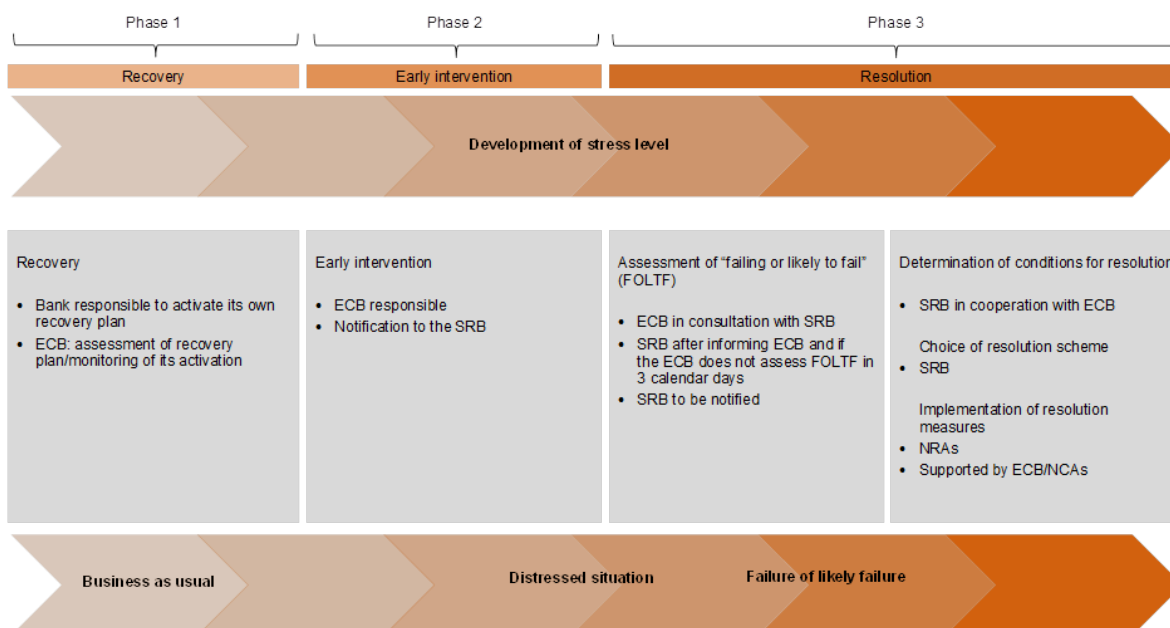 Phase 1
Phase 2
Phase 3
Recovery
Early intervention
Resolution
Development of stress level
Recovery
• Bank responsible to activate its own
recovery plan
• ECB: assessment of recovery
plan/monitoring of its activation
Early intervention
• ECB responsible
• Notification to the SRB
Assessment of “failing or likely to fail”
(FOLTF)
• ECB in consultation with SRB
• SRB after informing ECB and if
the ECB does not assess FOLTF in
3 calendar days
• SRB to be notified
Determination of conditions for resolution
• SRB in cooperation with ECB
Choice of resolution scheme
• SRB
Implementation of resolution
measures
• NRAs
• Supported by ECB/NCAs
Business as usual
Distressed situation
Failure of likely failure